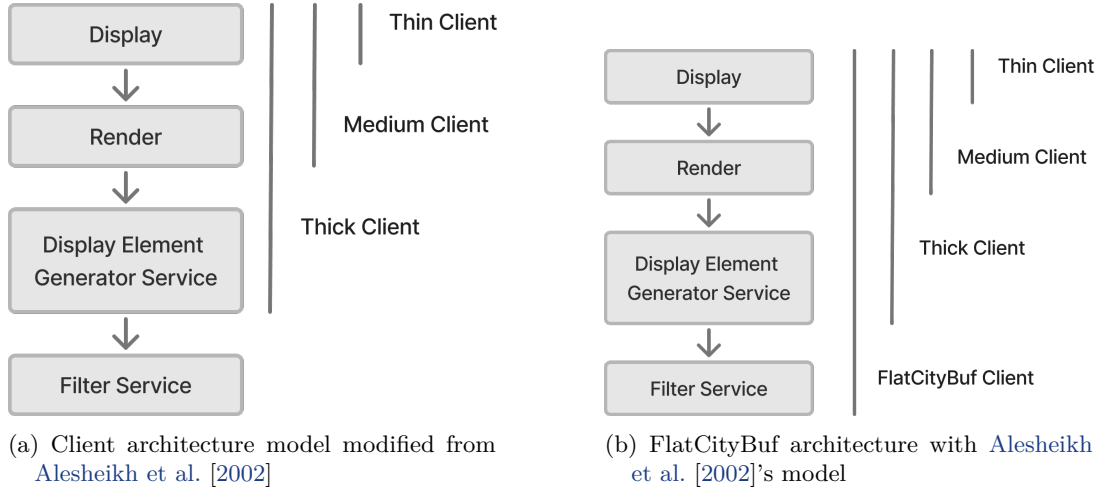 Display
Render
Display Element
Generator Service
Filter Service
Thin Client
Medium Client
Thick Client
(a) Client architecture model modified from
Alesheikh et al. [2002]
Display
Render
Display Element
Generator Service
Filter Service
Thin Client
Medium Client
Thick Client
FlatCityBuf Client
(b) FlatCityBuf architecture with Alesheikh
et al. [2002]'s model